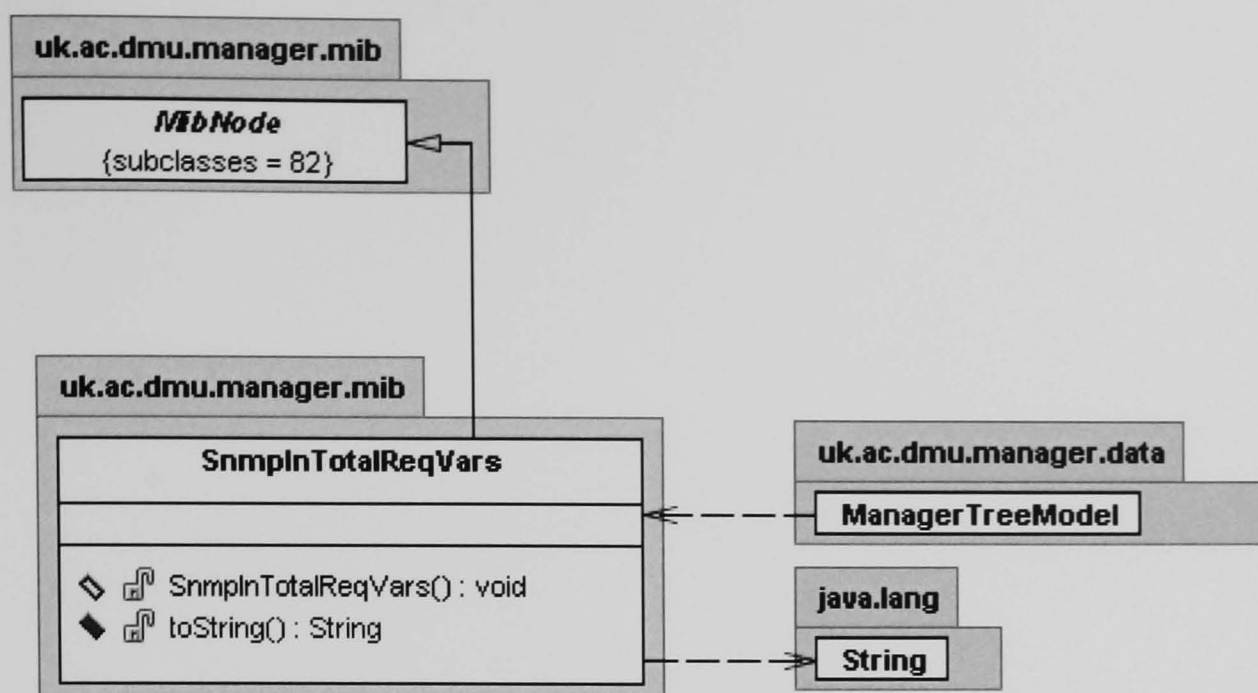 uk.ac.dmu.manager.mib
MibNode
{subclasses = 82}
uk.ac.dmu.manager.mib
SnmpInTotalReqVars
SnmpInTotalReqVars() : void
toString() : String
uk.ac.dmu.manager.data
ManagerTreeModel
java.lang
String